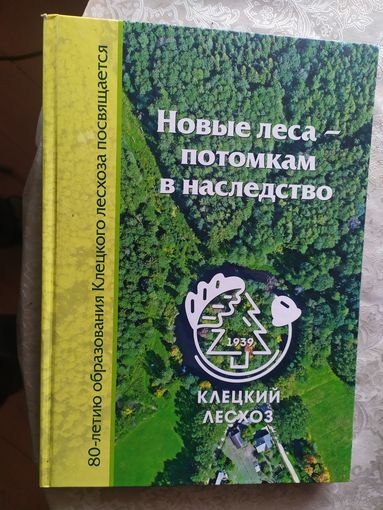 80-летию образования Клецкого лесхоза посвящается
Новые леса –
потомкам
в наследство
1939
КЛЕЦКИЙ
ЛЕСХОЗ